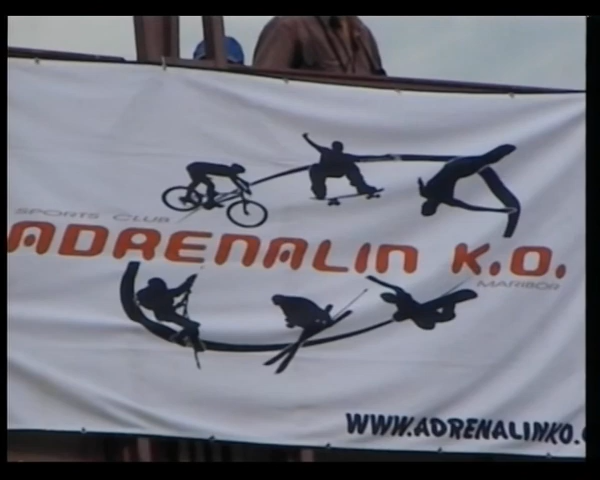 SPORTS CLUB
ADRENALIN K.O.
MARIBOR
WWW.ADRENALINKO.